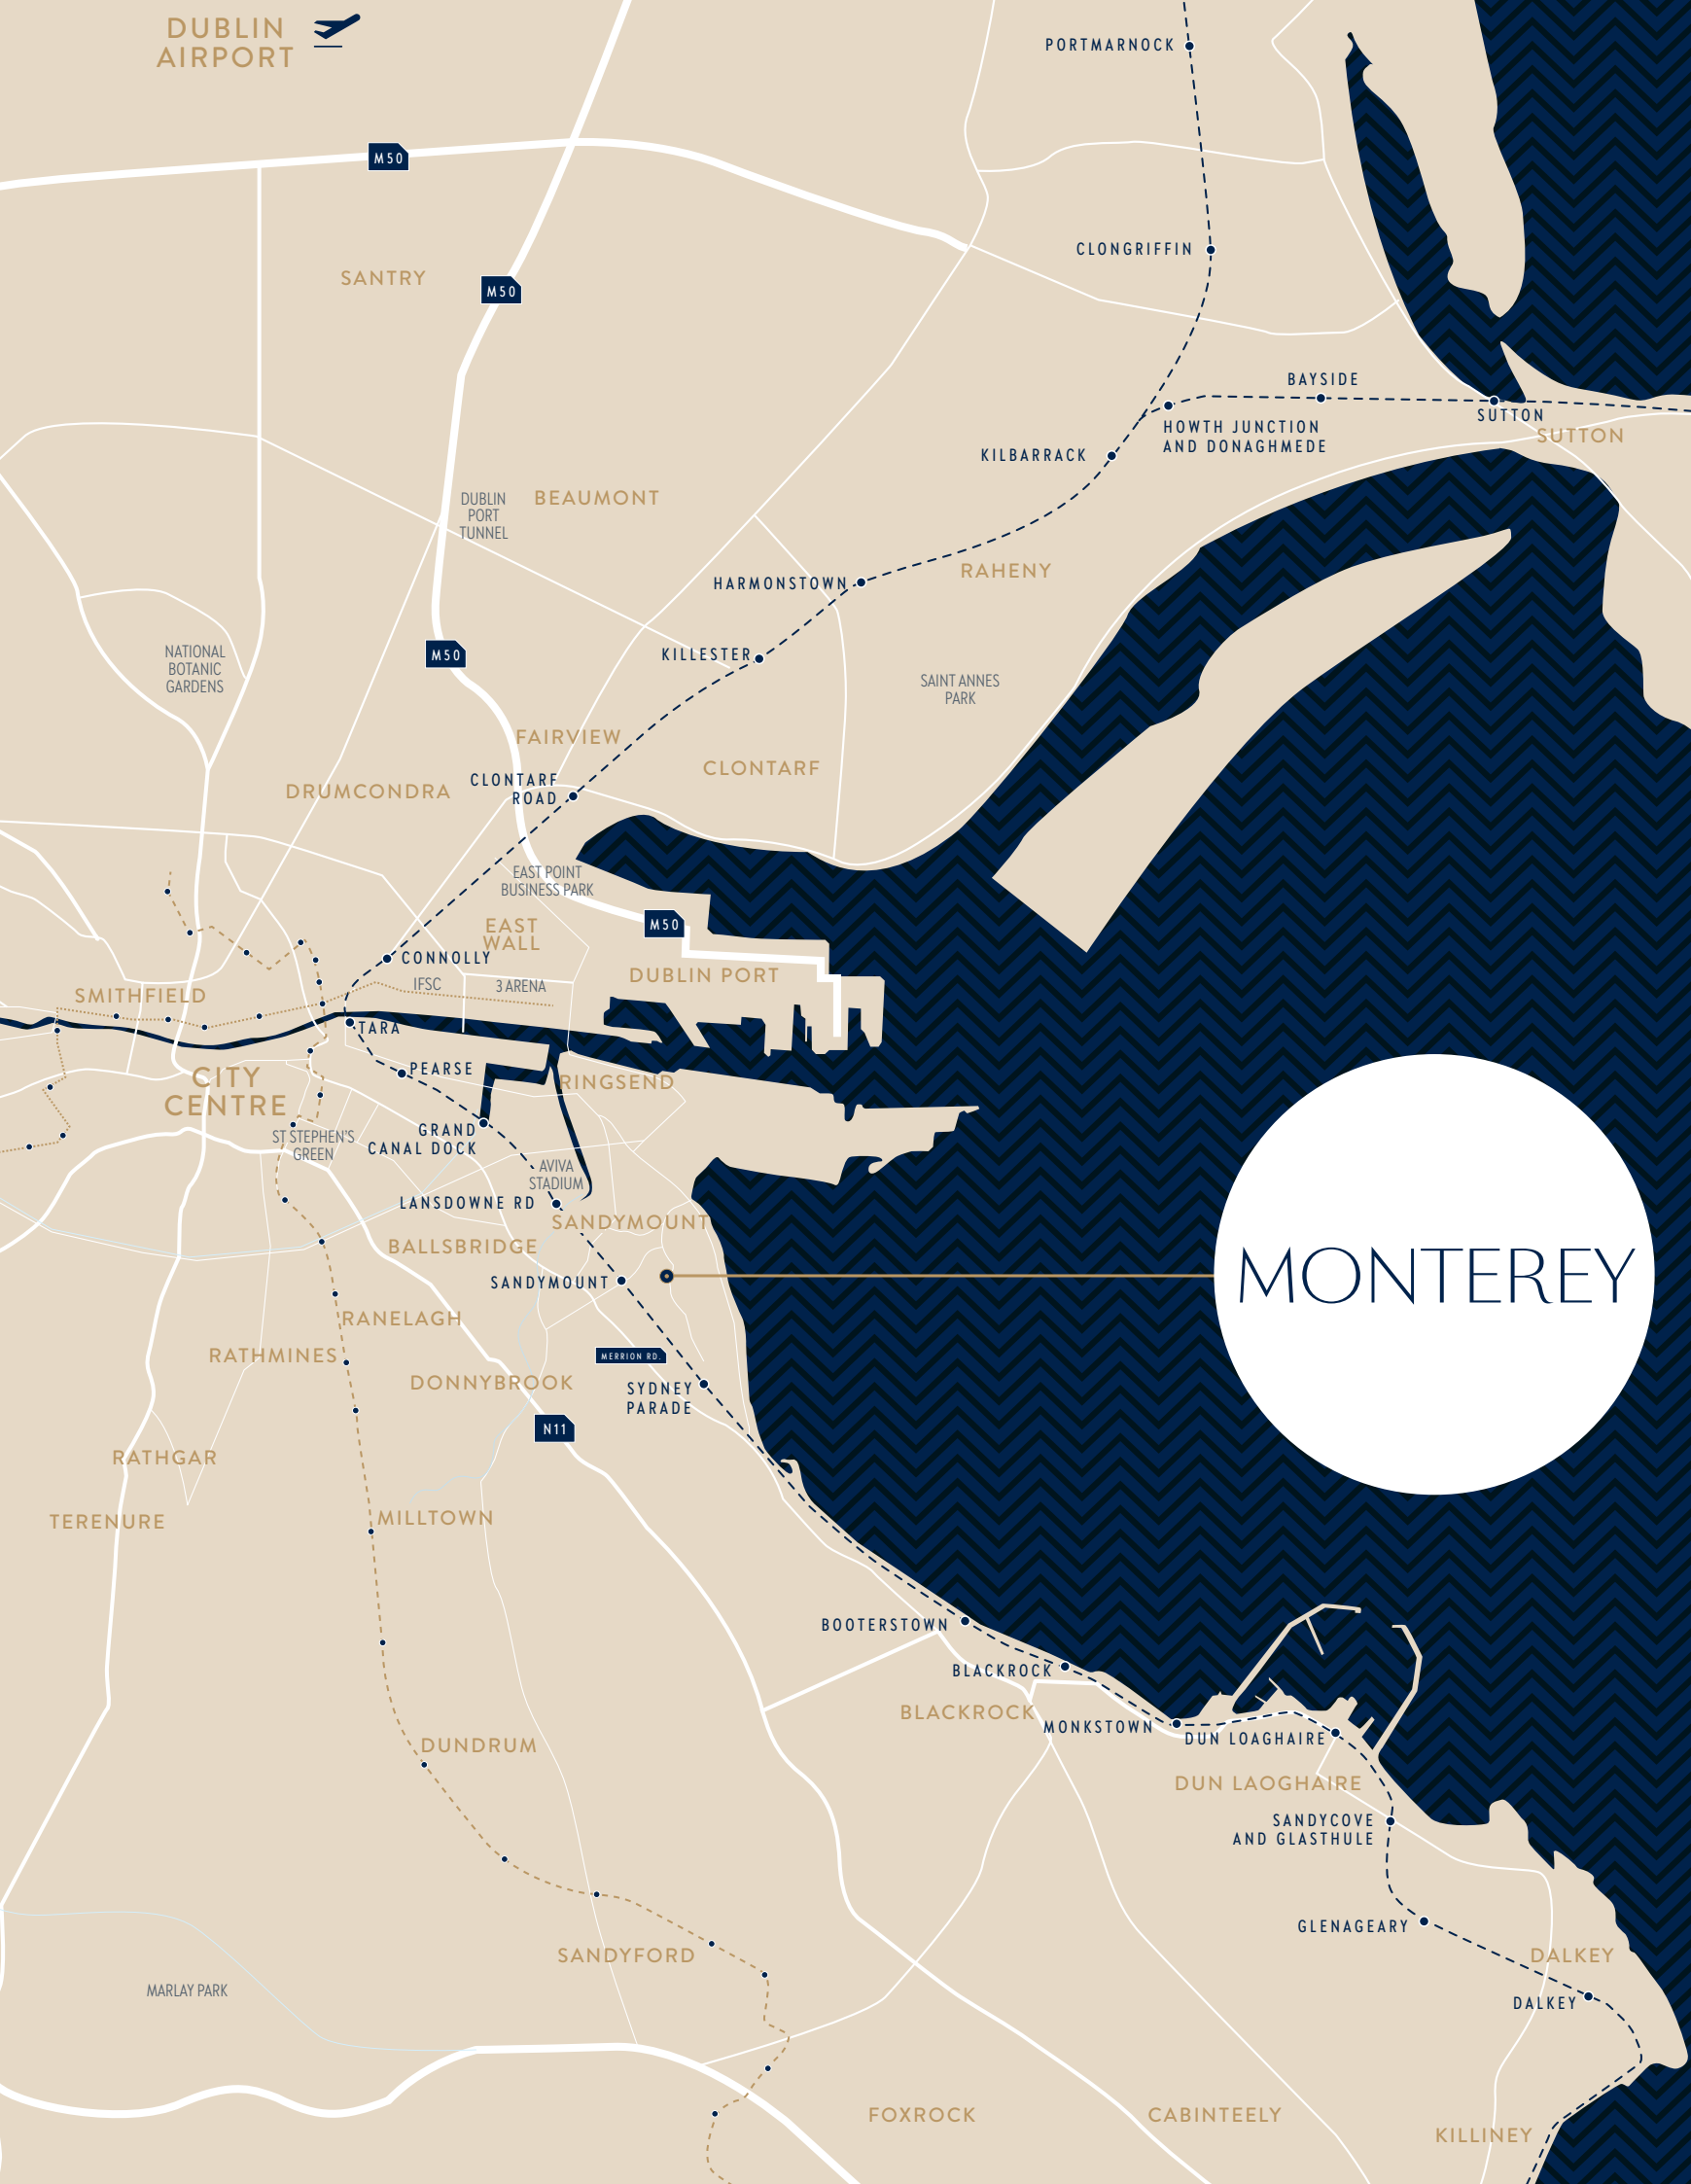 DUBLIN
AIRPORT
PORTMARNOCK
M50
CLONGRIFFIN
SANTRY
M50
BAYSIDE
SUTTON
HOWTH JUNCTION
AND DONAGHMEDE
SUTTON
KILBARRACK
DUBLIN
PORT
TUNNEL
BEAUMONT
RAHENY
HARMONSTOWN
NATIONAL
BOTANIC
GARDENS
M50
KILLESTER
SAINT ANNES
PARK
FAIRVIEW
CLONTARF
DRUMCONDRA
CLONTARF
ROAD
EAST POINT
BUSINESS PARK
EAST
WALL
M50
CONNOLLY
DUBLIN PORT
IFSC
3 ARENA
SMITHFIELD
TARA
PEARSE
CITY
CENTRE
RINGSEND
GRAND
CANAL DOCK
ST STEPHEN'S
GREEN
AVIVA
STADIUM
LANSDOWNE RD
SANDYMOUNT
BALLSBRIDGE
SANDYMOUNT
MONTEREY
RANELAGH
RATHMINES
MERRION RD.
DONNYBROOK
SYDNEY
PARADE
N11
RATHGAR
TERENURE
MILLTOWN
BOOTERSTOWN
BLACKROCK
BLACKROCK
MONKSTOWN
DUN LOAGHAIRE
DUNDRUM
DUN LAOGHAIRE
SANDYCOVE
AND GLASTHULE
GLENAGEARY
SANDYFORD
DALKEY
MARLAY PARK
DALKEY
FOXROCK
CABINTEELY
KILLINEY